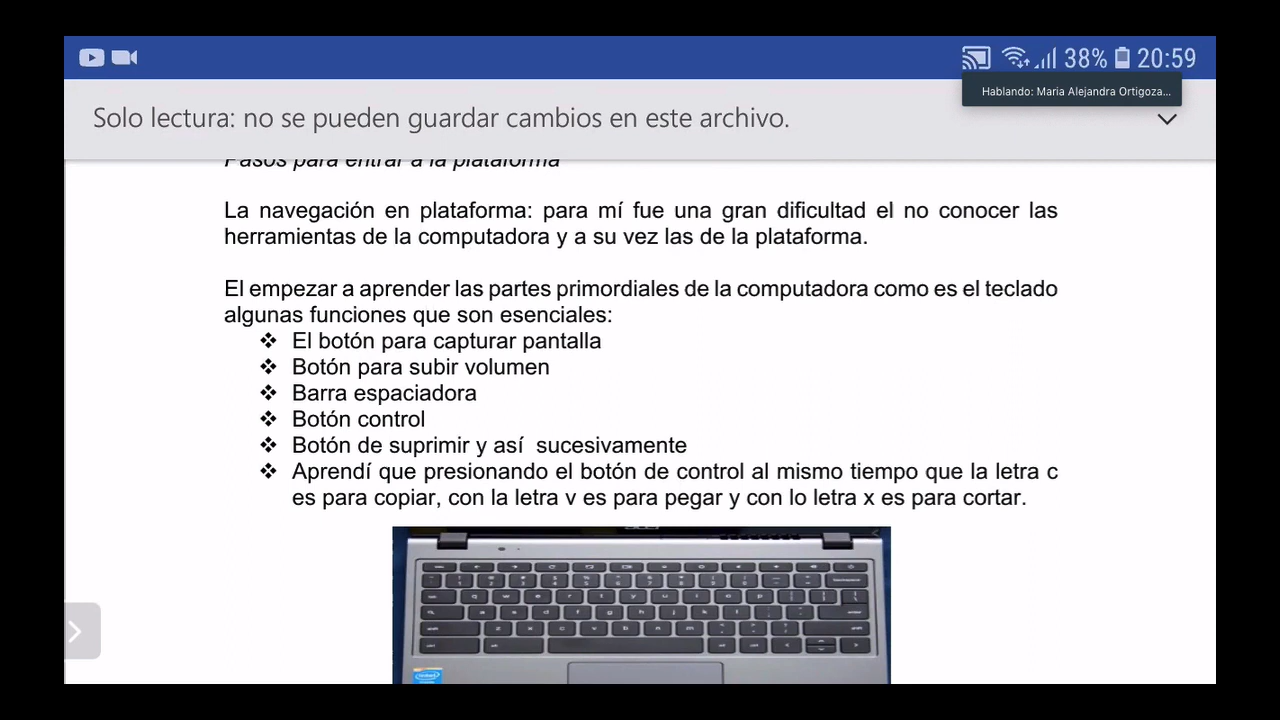 38% 20:59
Hablando: Maria Alejandra Ortigoza...
Solo lectura: no se pueden guardar cambios en este archivo.
Pasos para entrar a la plataforma
La navegación en plataforma: para mí fue una gran dificultad el no conocer las
herramientas de la computadora y a su vez las de la plataforma.
El empezar a aprender las partes primordiales de la computadora como es el teclado
algunas funciones que son esenciales:
❖ El botón para capturar pantalla
❖ Botón para subir volumen
❖ Barra espaciadora
❖ Botón control
❖ Botón de suprimir y así  sucesivamente
❖ Aprendí que presionando el botón de control al mismo tiempo que la letra c
es para copiar, con la letra v es para pegar y con lo letra x es para cortar.